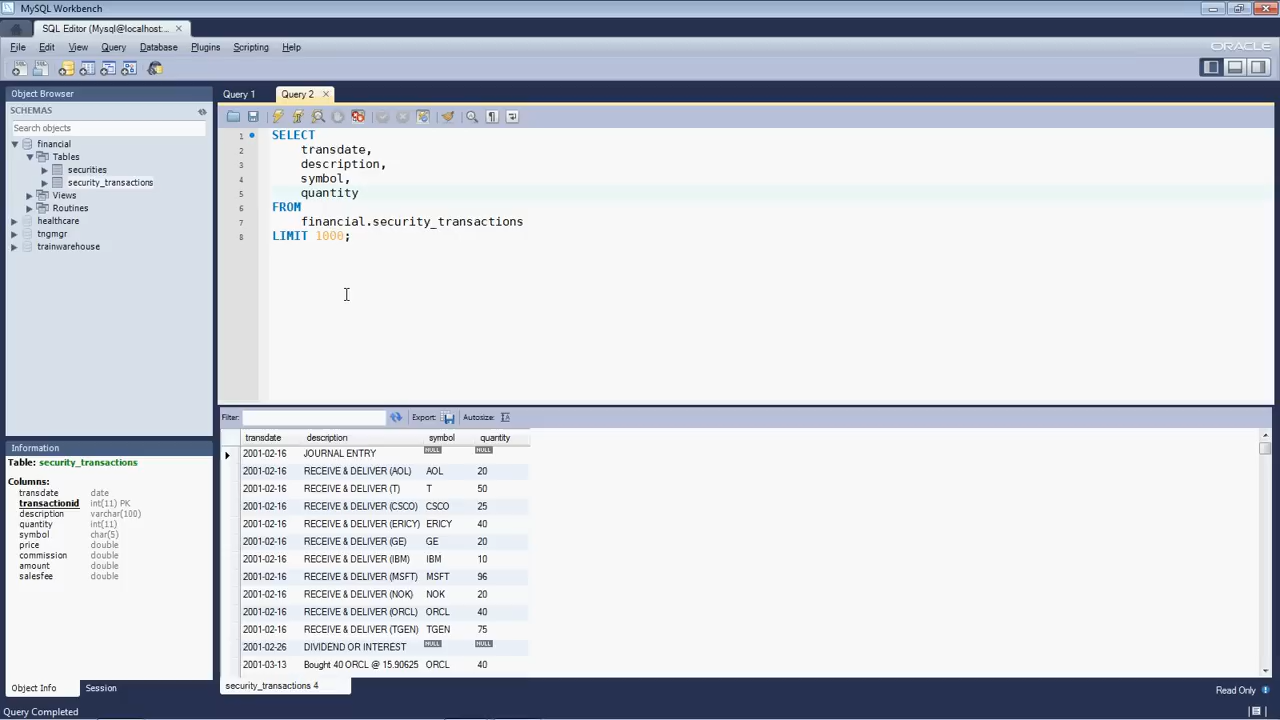 MySQL Workbench
SQL Editor (Mysql@localhost:...
File Edit View Query Database Plugins Scripting Help
ORACLE
Object Browser
SCHEMAS
Search objects
financial
Tables
securities
security_transactions
Views
Routines
healthcare
tngmgr
trainwarehouse
Information
Table: security_transactions
Columns:
transdate date
transactionid int(11) PK
description varchar(100)
quantity int(11)
symbol char(5)
price double
commission double
amount double
salesfee double
Object Info Session
Query Completed
Query 1 Query 2
1 SELECT
2 transdate,
3 description,
4 symbol,
5 quantity
6 FROM
7 financial.security_transactions
8 LIMIT 1000;
Filter: Export: Autosize:
transdate description symbol quantity
2001-02-16 JOURNAL ENTRY NULL NULL
2001-02-16 RECEIVE & DELIVER (AOL) AOL 20
2001-02-16 RECEIVE & DELIVER (T) T 50
2001-02-16 RECEIVE & DELIVER (CSCO) CSCO 25
2001-02-16 RECEIVE & DELIVER (ERICY) ERICY 40
2001-02-16 RECEIVE & DELIVER (GE) GE 20
2001-02-16 RECEIVE & DELIVER (IBM) IBM 10
2001-02-16 RECEIVE & DELIVER (MSFT) MSFT 96
2001-02-16 RECEIVE & DELIVER (NOK) NOK 20
2001-02-16 RECEIVE & DELIVER (ORCL) ORCL 40
2001-02-16 RECEIVE & DELIVER (TGEN) TGEN 75
2001-02-26 DIVIDEND OR INTEREST NULL NULL
2001-03-13 Bought 40 ORCL @ 15.90625 ORCL 40
security_transactions 4
Read Only